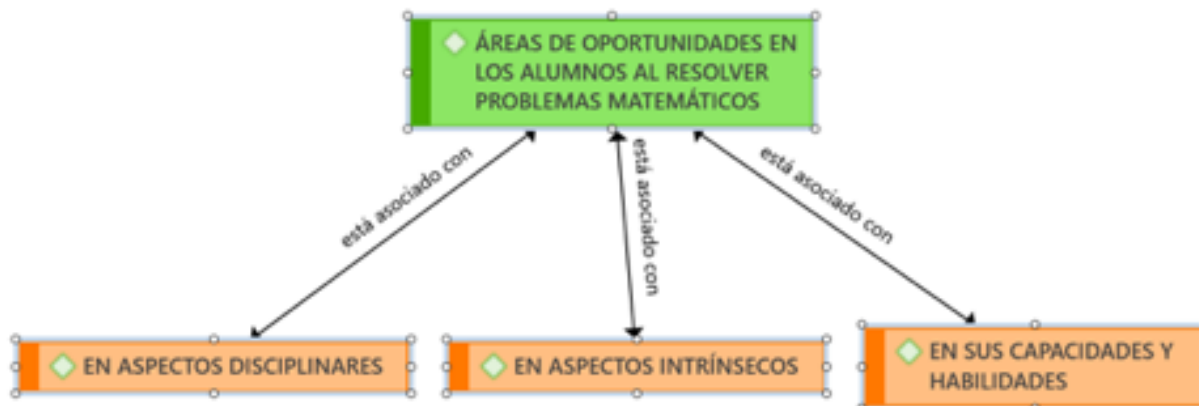 ÁREAS DE OPORTUNIDADES EN
LOS ALUMNOS AL RESOLVER
PROBLEMAS MATEMÁTICOS
está asociado con
está asociado con
está asociado con
EN ASPECTOS DISCIPLINARES
EN ASPECTOS INTRÍNSECOS
EN SUS CAPACIDADES Y
HABILIDADES